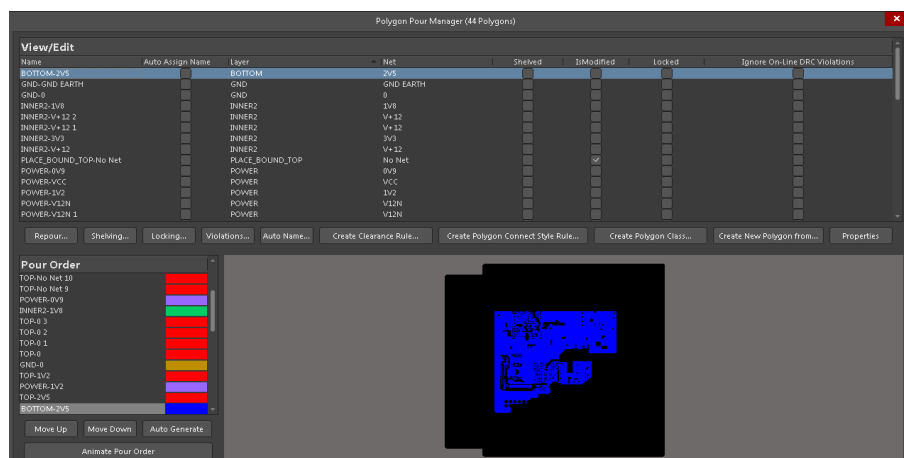 Polygon Pour Manager (44 Polygons)
View/Edit
Name Auto Assign Name Layer Net Shelved IsModified Locked Ignore On-Line DRC Violations
BOTTOM-2V5 BOTTOM 2V5
GND-GND EARTH GND GND EARTH
GND-0 GND 0
INNER2-1V8 INNER2 1V8
INNER2-V+12 2 INNER2 V+12
INNER2-V+12 1 INNER2 V+12
INNER2-3V3 INNER2 3V3
INNER2-V+12 INNER2 V+12
PLACE_BOUND_TOP-No Net PLACE_BOUND_TOP No Net
POWER-0V9 POWER 0V9
POWER-VCC POWER VCC
POWER-1V2 POWER 1V2
POWER-V12N POWER V12N
POWER-V12N 1 POWER V12N
Repour... Shelving... Locking... Violations... Auto Name... Create Clearance Rule... Create Polygon Connect Style Rule... Create Polygon Class... Create New Polygon from... Properties
Pour Order
TOP-No Net 10
TOP-No Net 9
POWER-0V9
INNER2-1V8
TOP-0 3
TOP-0 2
TOP-0 1
TOP-0
GND-0
TOP-1V2
POWER-1V2
TOP-2V5
BOTTOM-2V5
Move Up Move Down Auto Generate
Animate Pour Order